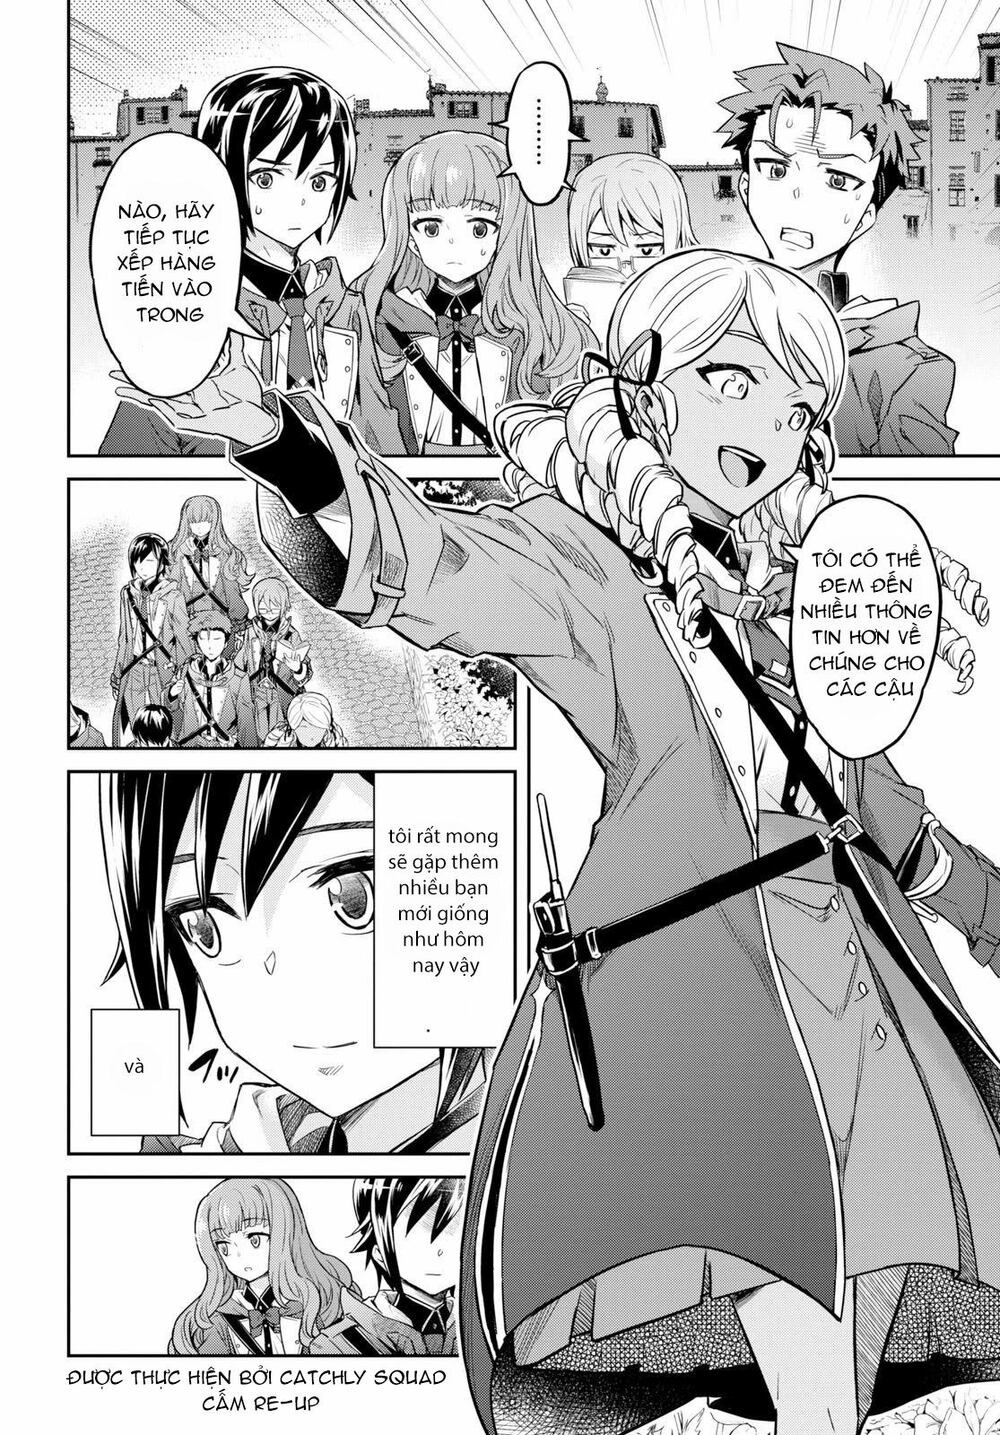 NÀO, HÃY
TIẾP TỤC
XẾP HÀNG
TIẾN VÀO
TRONG
.........
TÔI CÓ THỂ
ĐEM ĐẾN
NHIỀU THÔNG
TIN HƠN VỀ
CHÚNG CHO
CÁC CẬU
tôi rất mong
sẽ gặp thêm
nhiều bạn
mới giống
như hôm
nay vậy
.
và
ĐƯỢC THỰC HIỆN BỞI CATCHLY SQUAD
CẤM RE-UP